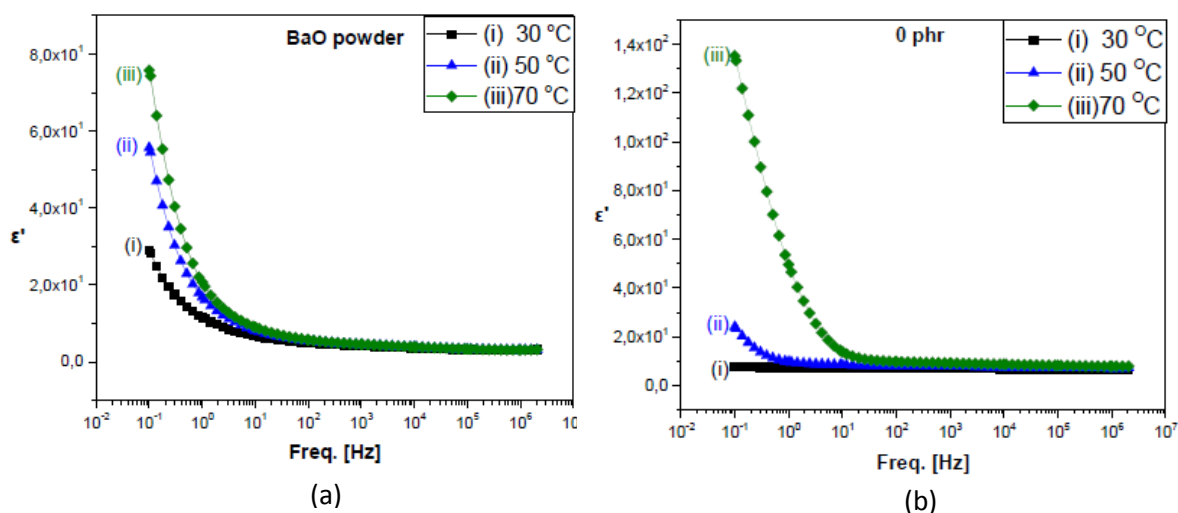 (a)
BaO powder
(i) 30 °C
(ii) 50 °C
(iii)70 °C
8,0x10¹
6,0x10¹
4,0x10¹
2,0x10¹
0,0
ε'
(iii)
(ii)
(i)
10⁻² 10⁻¹ 10⁰ 10¹ 10² 10³ 10⁴ 10⁵ 10⁶
Freq. [Hz]
(a)
(b)
0 phr
(i) 30 °C
(ii) 50 °C
(iii)70 °C
1,4x10²
1,2x10²
1,0x10²
8,0x10¹
6,0x10¹
4,0x10¹
2,0x10¹
0,0
ε'
(iii)
(ii)
(i)
10⁻² 10⁻¹ 10⁰ 10¹ 10² 10³ 10⁴ 10⁵ 10⁶ 10⁷
Freq. [Hz]
(b)